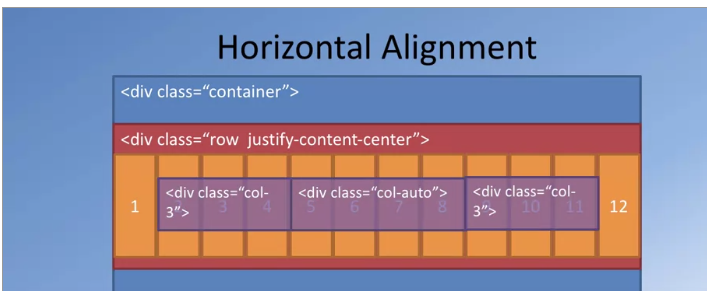 Horizontal Alignment
<div class=“container”>
<div class=“row justify-content-center”>
1 <div class=“col- 3”> 3 4 <div class=“col-auto”> 5 6 7 8 <div class=“col- 3”> 10 11 12